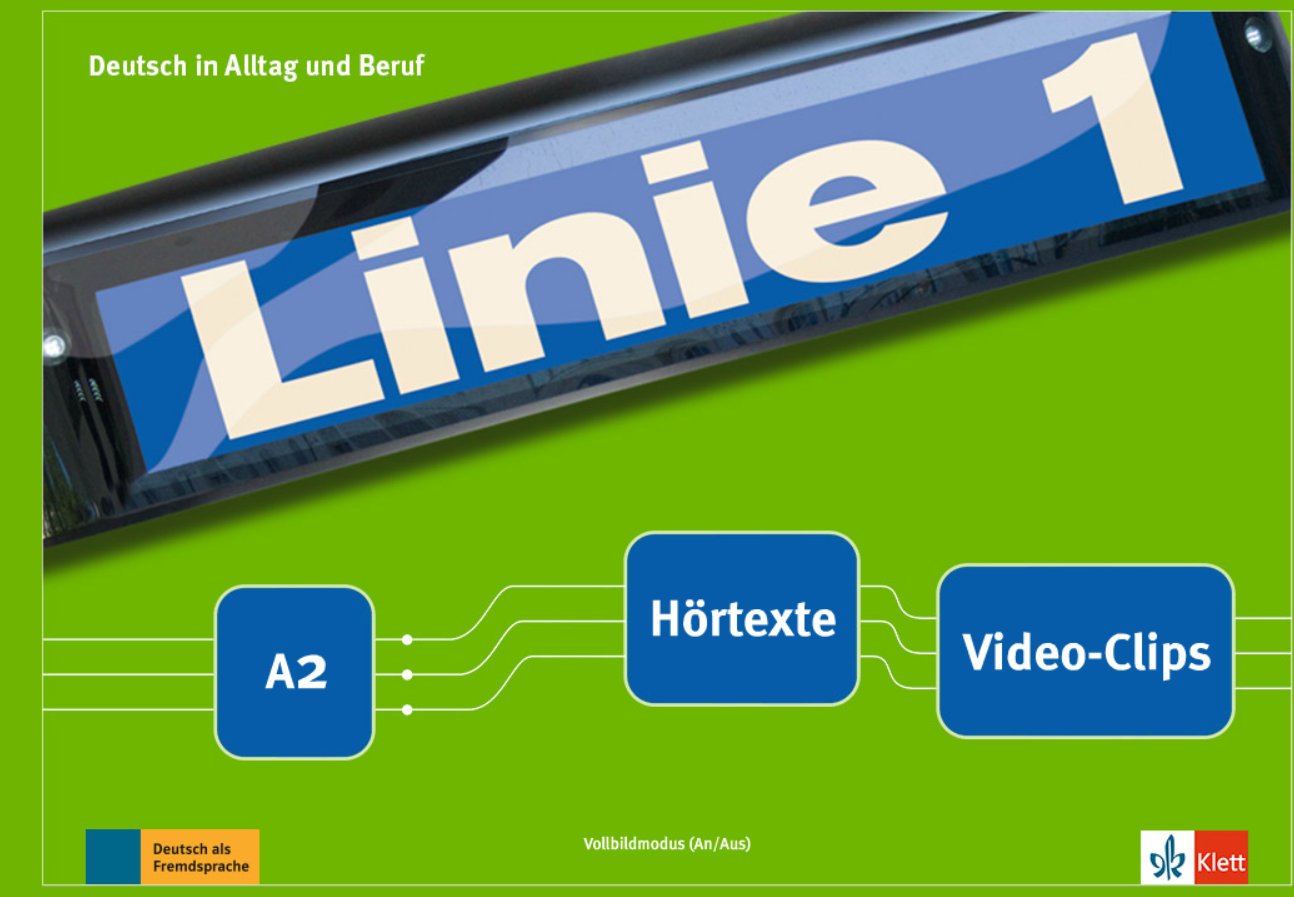 Deutsch in Alltag und Beruf
Linie 1
A2
Hörtexte
Video-Clips
Vollbildmodus (An/Aus)
Deutsch als
Fremdsprache
Klett